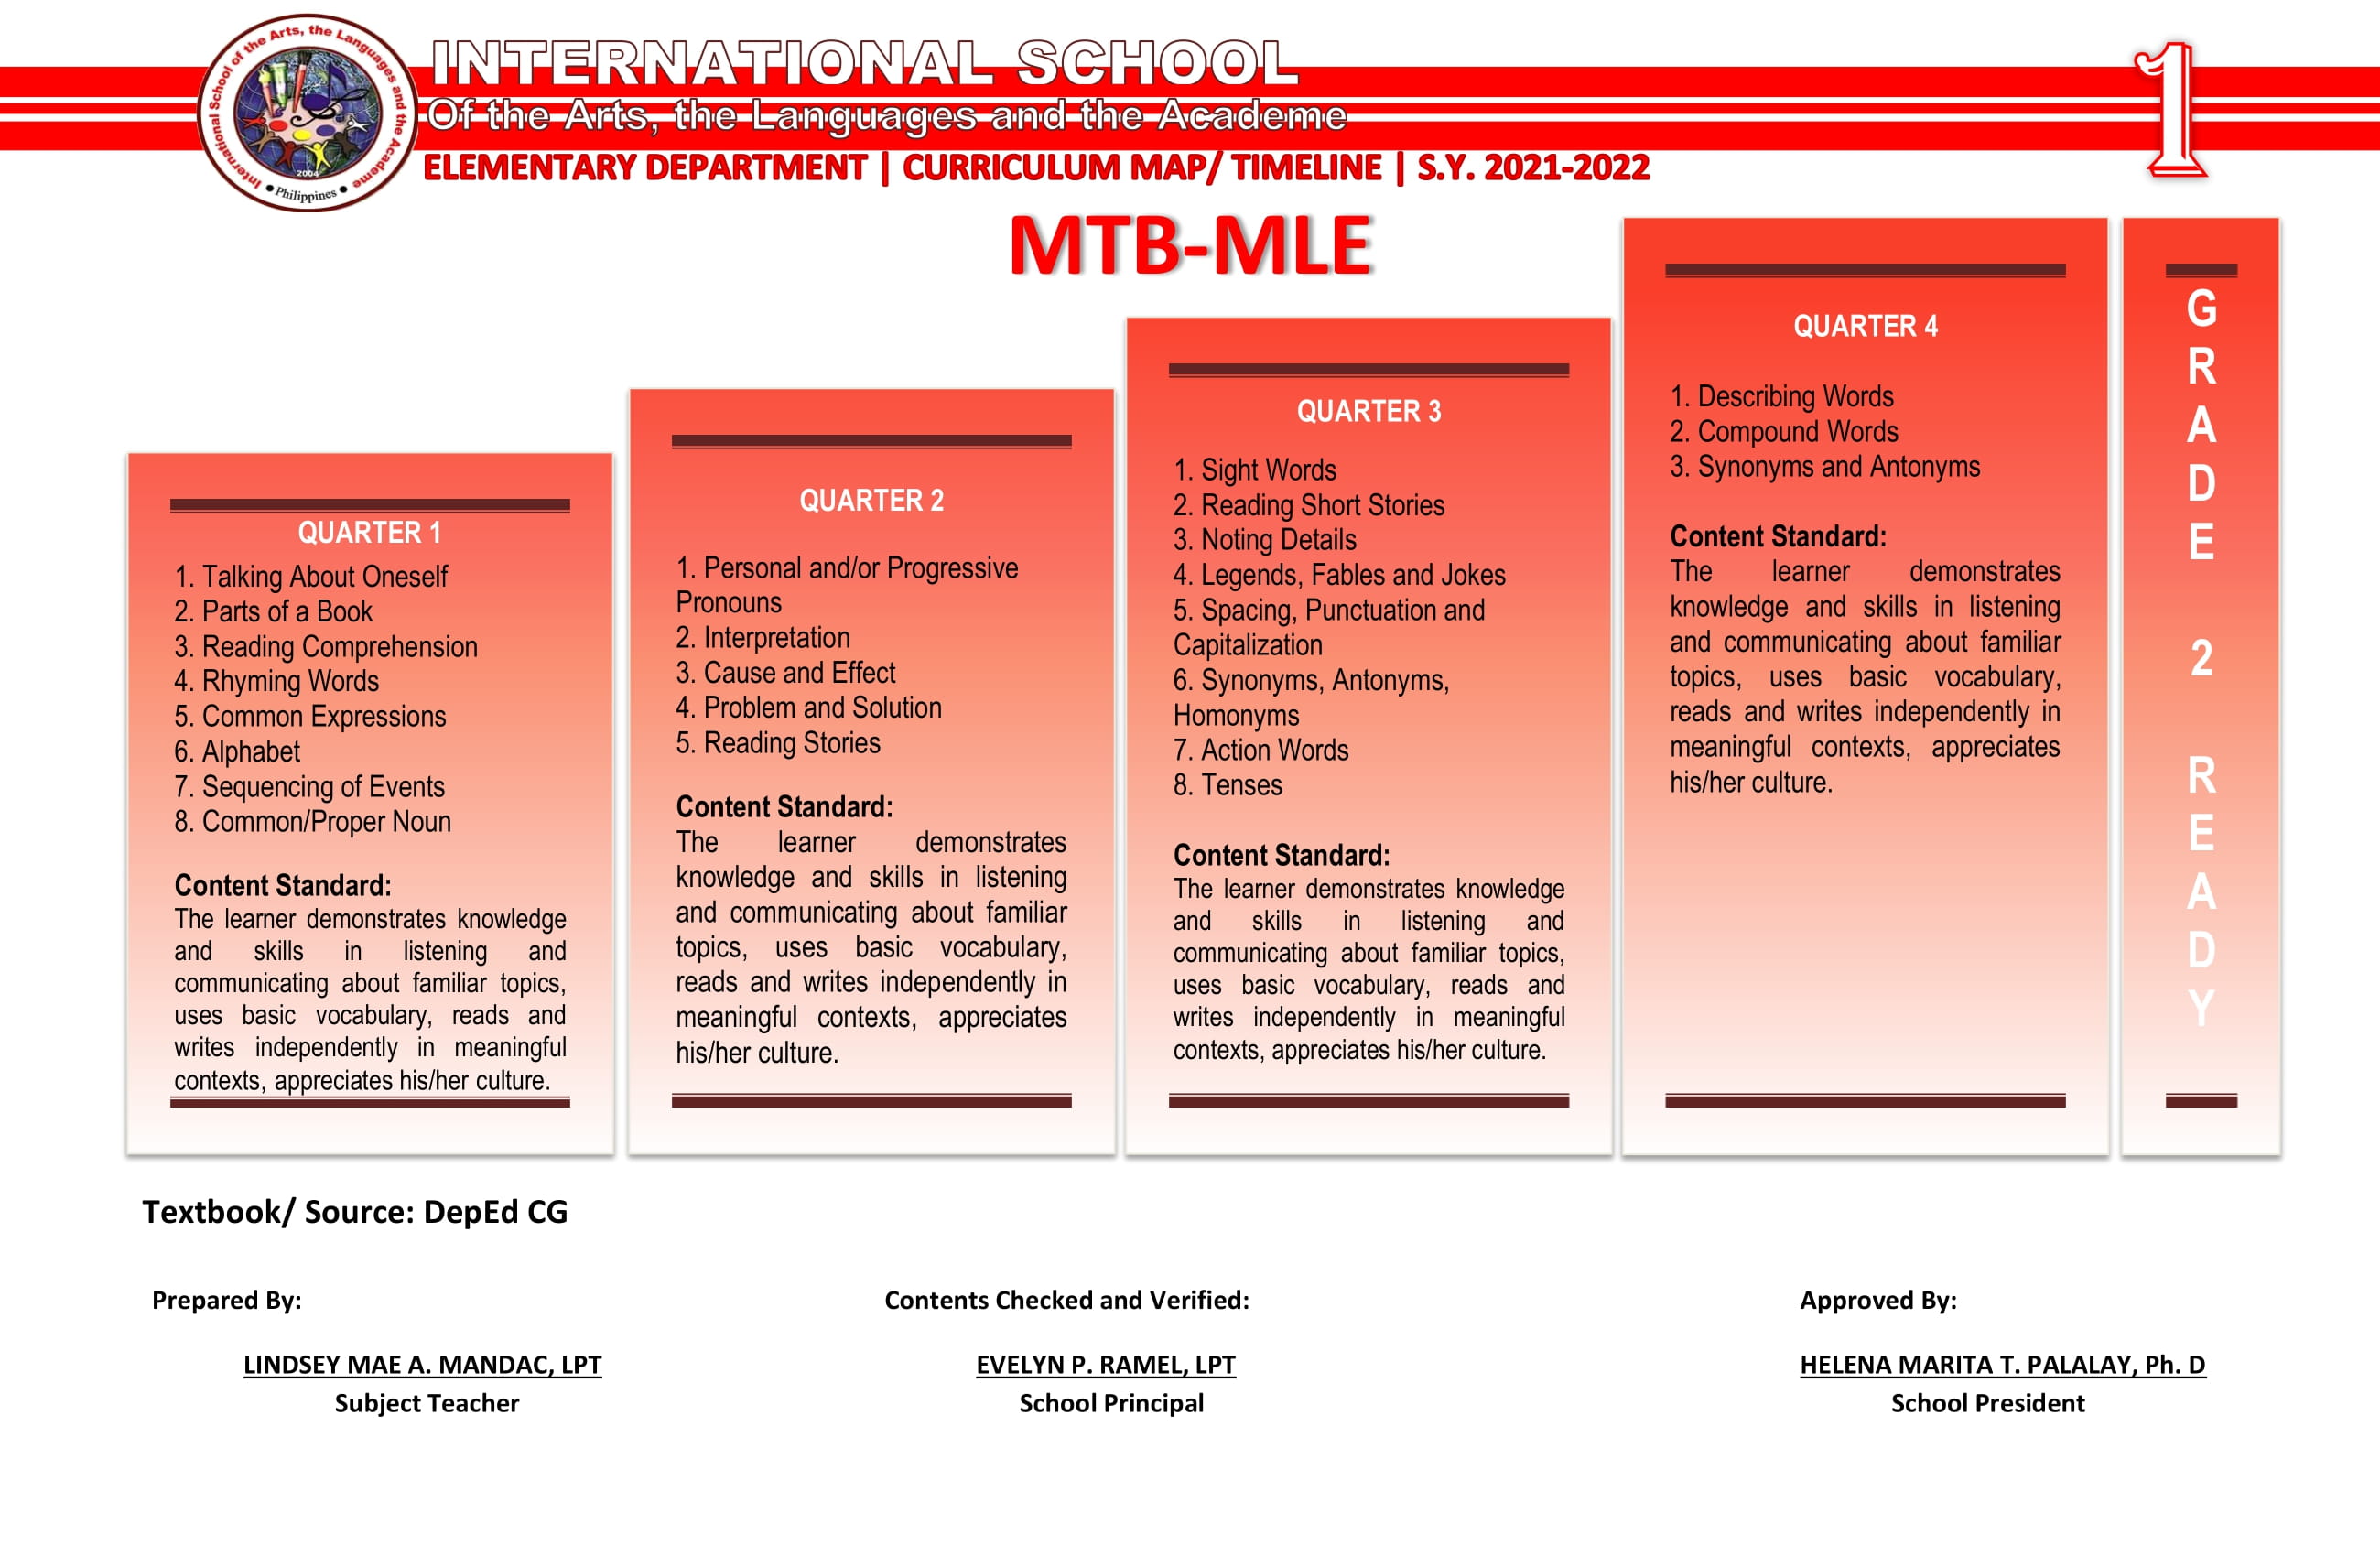 International School of the Arts, the Languages and the Academe
2004
• Philippines •
INTERNATIONAL SCHOOL
Of the Arts, the Languages and the Academe
ELEMENTARY DEPARTMENT | CURRICULUM MAP/ TIMELINE | S.Y. 2021-2022
1
MTB-MLE
QUARTER 1
1. Talking About Oneself
2. Parts of a Book
3. Reading Comprehension
4. Rhyming Words
5. Common Expressions
6. Alphabet
7. Sequencing of Events
8. Common/Proper Noun
Content Standard:
The learner demonstrates knowledge
and skills in listening and
communicating about familiar topics,
uses basic vocabulary, reads and
writes independently in meaningful
contexts, appreciates his/her culture.
QUARTER 2
1. Personal and/or Progressive
Pronouns
2. Interpretation
3. Cause and Effect
4. Problem and Solution
5. Reading Stories
Content Standard:
The learner demonstrates
knowledge and skills in listening
and communicating about familiar
topics, uses basic vocabulary,
reads and writes independently in
meaningful contexts, appreciates
his/her culture.
QUARTER 3
1. Sight Words
2. Reading Short Stories
3. Noting Details
4. Legends, Fables and Jokes
5. Spacing, Punctuation and
Capitalization
6. Synonyms, Antonyms,
Homonyms
7. Action Words
8. Tenses
Content Standard:
The learner demonstrates knowledge
and skills in listening and
communicating about familiar topics,
uses basic vocabulary, reads and
writes independently in meaningful
contexts, appreciates his/her culture.
QUARTER 4
1. Describing Words
2. Compound Words
3. Synonyms and Antonyms
Content Standard:
The learner demonstrates
knowledge and skills in listening
and communicating about familiar
topics, uses basic vocabulary,
reads and writes independently in
meaningful contexts, appreciates
his/her culture.
G
R
A
D
E
2
R
E
A
D
Y
Textbook/ Source: DepEd CG
Prepared By:
LINDSEY MAE A. MANDAC, LPT
Subject Teacher
Contents Checked and Verified:
EVELYN P. RAMEL, LPT
School Principal
Approved By:
HELENA MARITA T. PALALAY, Ph. D
School President